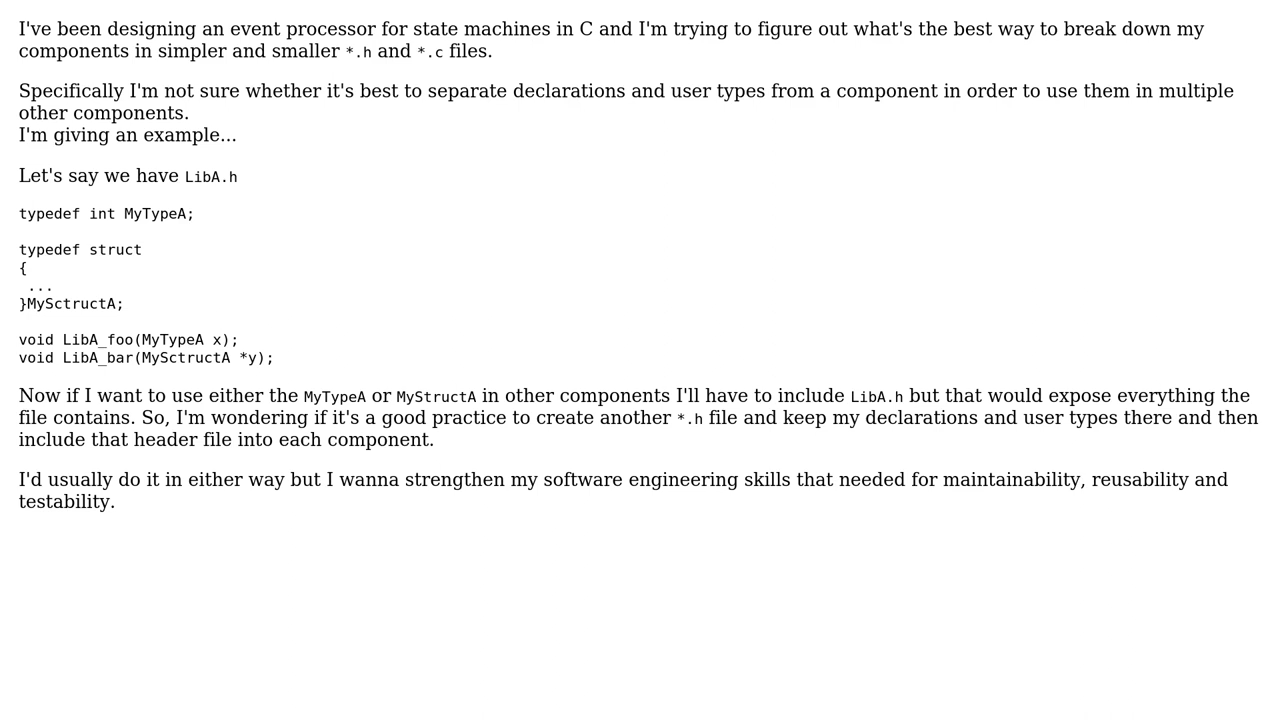 I've been designing an event processor for state machines in C and I'm trying to figure out what's the best way to break down my
components in simpler and smaller *.h and *.c files.
Specifically I'm not sure whether it's best to separate declarations and user types from a component in order to use them in multiple
other components.
I'm giving an example...
Let's say we have LibA.h
typedef int MyTypeA;
typedef struct
{
...
}MySctructA;
void LibA_foo(MyTypeA x);
void LibA_bar(MySctructA *y);
Now if I want to use either the MyTypeA or MyStructA in other components I'll have to include LibA.h but that would expose everything the
file contains. So, I'm wondering if it's a good practice to create another *.h file and keep my declarations and user types there and then
include that header file into each component.
I'd usually do it in either way but I wanna strengthen my software engineering skills that needed for maintainability, reusability and
testability.